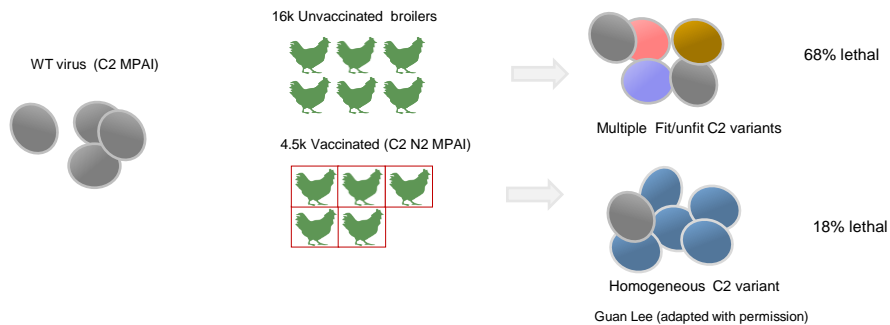 16k Unvaccinated broilers
WT virus (C2 MPAI)
68% lethal
Multiple Fit/unfit C2 variants
4.5k Vaccinated (C2 N2 MPAI)
18% lethal
Homogeneous C2 variant
Guan Lee (adapted with permission)